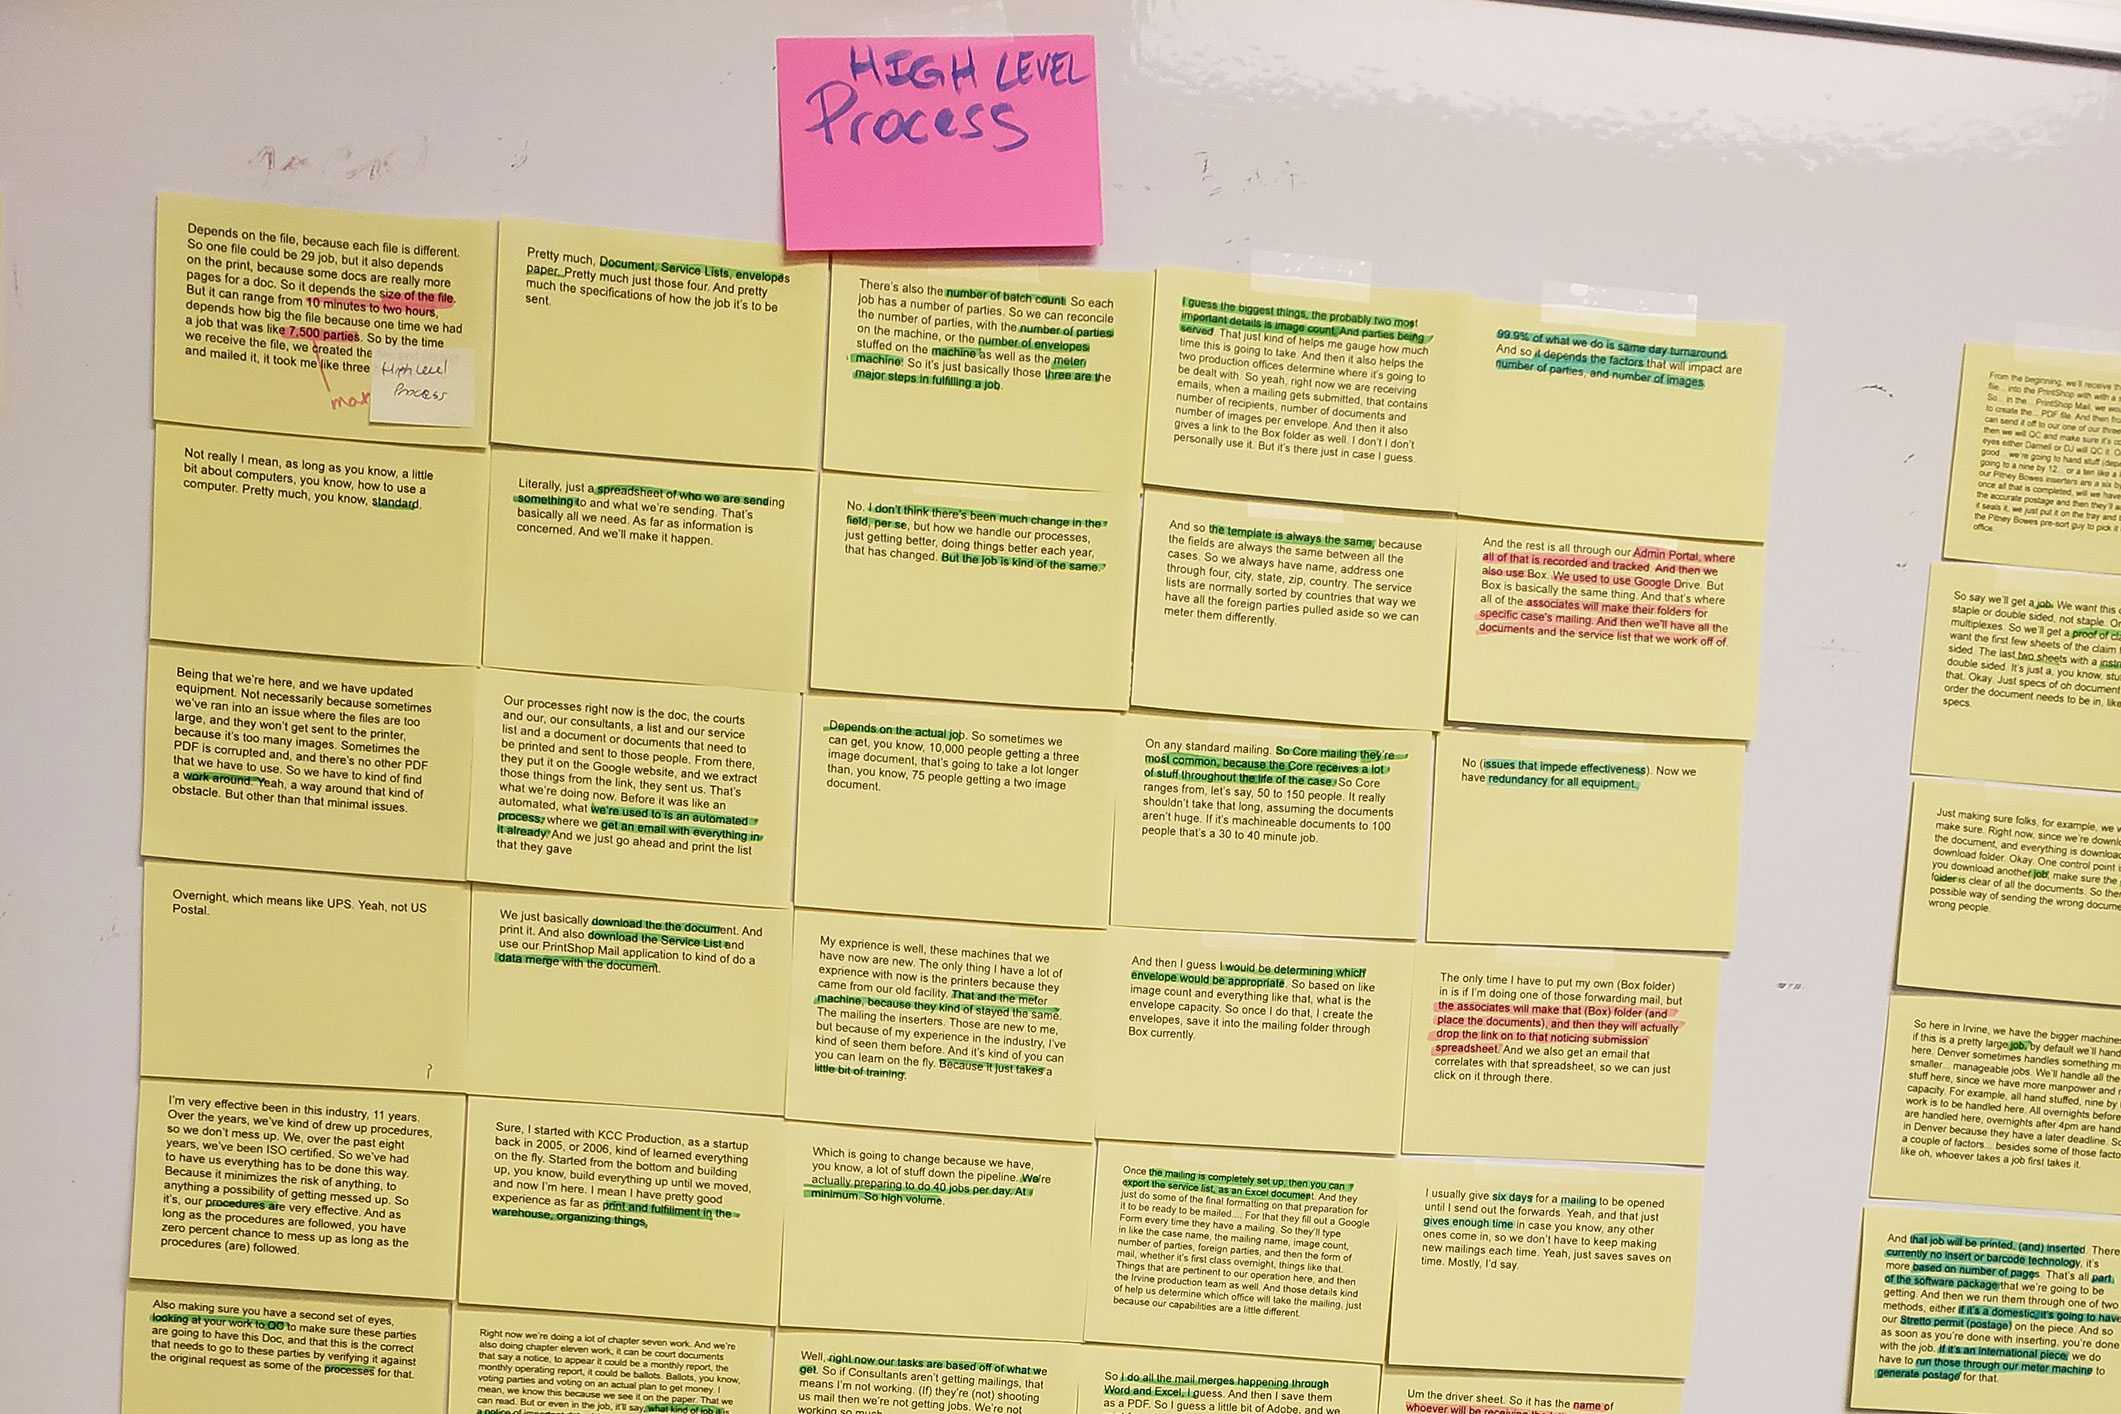 HIGH LEVEL
Process
Depends on the file, because each file is different.
So one file could be 29 job, but it also depends
on the print, because some docs are really more
pages for a doc. So it depends the size of the file.
But it can range from 10 minutes to two hours,
depends how big the file because one time we had
a job that was like 7,500 parties. So by the time
we receive the file, we created the
and mailed it, it took me like three
max
High Level
Process
Pretty much, Document, Service Lists, envelopes
paper. Pretty much just those four. And pretty
much the specifications of how the job it's to be
sent.
There's also the number of batch count. So each
job has a number of parties. So we can reconcile
the number of parties, with the number of parties
on the machine, or the number of envelopes
stuffed on the machine as well as the meter
machine. So it's just basically those three are the
major steps in fulfilling a job.
I guess the biggest things, the probably two most
important details is image count. And parties being
served. That just kind of helps me gauge how much
time this is going to take. And then it also helps the
two production offices determine where it's going to
be dealt with. So yeah, right now we are receiving
emails, when a mailing gets submitted, that contains
number of recipients, number of documents and
number of images per envelope. And then it also
gives a link to the Box folder as well. I don't I don't
personally use it. But it's there just in case I guess.
99.9% of what we do is same day turnaround.
And so it depends the factors that will impact are
number of parties, and number of images.
Not really I mean, as long as you know, a little
bit about computers, you know, how to use a
computer. Pretty much, you know, standard.
Literally, just a spreadsheet of who we are sending
something to and what we're sending. That's
basically all we need. As far as information is
concerned. And we'll make it happen.
No. I don't think there's been much change in the
field, per se, but how we handle our processes,
just getting better, doing things better each year,
that has changed. But the job is kind of the same.
And so the template is always the same, because
the fields are always the same between all the
cases. So we always have name, address one
through four, city, state, zip, country. The service
lists are normally sorted by countries that way we
have all the foreign parties pulled aside so we can
meter them differently.
And the rest is all through our Admin Portal, where
all of that is recorded and tracked. And then we
also use Box. We used to use Google Drive. But
Box is basically the same thing. And that's where
all of the associates will make their folders for
specific case's mailing. And then we'll have all the
documents and the service list that we work off of.
Being that we're here, and we have updated
equipment. Not necessarily because sometimes
we've ran into an issue where the files are too
large, and they won't get sent to the printer,
because it's too many images. Sometimes the
PDF is corrupted and, and there's no other PDF
that we have to use. So we have to kind of find
a work around. Yeah, a way around that kind of
obstacle. But other than that minimal issues.
Our processes right now is the doc, the courts
and our, our consultants, a list and our service
list and a document or documents that need to
be printed and sent to those people. From there,
they put it on the Google website, and we extract
those things from the link, they sent us. That's
what we're doing now. Before it was like an
automated, what we're used to is an automated
process, where we get an email with everything in
it already. And we just go ahead and print the list
that they gave
Depends on the actual job. So sometimes we
can get, you know, 10,000 people getting a three
image document, that's going to take a lot longer
than, you know, 75 people getting a two image
document.
On any standard mailing. So Core mailing they're
most common, because the Core receives a lot
of stuff throughout the life of the case. So Core
ranges from, let's say, 50 to 150 people. It really
shouldn't take that long, assuming the documents
aren't huge. If it's machineable documents to 100
people that's a 30 to 40 minute job.
No (issues that impede effectiveness). Now we
have redundancy for all equipment.
Overnight, which means like UPS. Yeah, not US
Postal.
?
We just basically download the the document. And
print it. And also download the Service List and
use our PrintShop Mail application to kind of do a
data merge with the document.
My exprience is well, these machines that we
have now are new. The only thing I have a lot of
exprience with now is the printers because they
came from our old facility. That and the meter
machine, because they kind of stayed the same.
The mailing the inserters. Those are new to me,
but because of my experience in the industry, I've
kind of seen them before. And it's kind of you can
you can learn on the fly. Because it just takes a
little bit of training.
And then I guess I would be determining which
envelope would be appropriate. So based on like
image count and everything like that, what is the
envelope capacity. So once I do that, I create the
envelopes, save it into the mailing folder through
Box currently.
The only time I have to put my own (Box folder)
in is if I'm doing one of those forwarding mail, but
the associates will make that (Box) folder (and
place the documents), and then they will actually
drop the link on to that noticing submission
spreadsheet. And we also get an email that
correlates with that spreadsheet, so we can just
click on it through there.
I'm very effective been in this industry, 11 years.
Over the years, we've kind of drew up procedures,
so we don't mess up. We, over the past eight
years, we've been ISO certified. So we've had
to have us everything has to be done this way.
Because it minimizes the risk of anything, to
anything a possibility of getting messed up. So
it's, our procedures are very effective. And as
long as the procedures are followed, you have
zero percent chance to mess up as long as the
procedures (are) followed.
Sure, I started with KCC Production, as a startup
back in 2005, or 2006, kind of learned everything
on the fly. Started from the bottom and building
up, you know, build everything up until we moved,
and now I'm here. I mean I have pretty good
experience as far as print and fulfillment in the
warehouse, organizing things,
Which is going to change because we have,
you know, a lot of stuff down the pipeline. We're
actually preparing to do 40 jobs per day. At
minimum. So high volume.
Once the mailing is completely set up, then you can
export the service list, as an Excel document. And they
just do some of the final formatting on that preparation for
it to be ready to be mailed.... For that they fill out a Google
Form every time they have a mailing. So they'll type
in like the case name, the mailing name, image count,
number of parties, foreign parties, and then the form of
mail, whether it's first class overnight, things like that.
Things that are pertinent to our operation here, and then
the Irvine production team as well. And those details kind
of help us determine which office will take the mailing, just
because our capabilities are a little different.
I usually give six days for a mailing to be opened
until I send out the forwards. Yeah, and that just
gives enough time in case you know, any other
ones come in, so we don't have to keep making
new mailings each time. Yeah, just saves saves on
time. Mostly, I'd say.
Also making sure you have a second set of eyes,
looking at your work to QC to make sure these parties
are going to have this Doc, and that this is the correct
that needs to go to these parties by verifying it against
the original request as some of the processes for that.
Right now we're doing a lot of chapter seven work. And we're
also doing chapter eleven work, it can be court documents
that say a notice, to appear it could be a monthly report, the
monthly operating report, it could be ballots. Ballots, you know,
voting parties and voting on an actual plan to get money. I
mean, we know this because we see it on the paper. That we
can read. But or even in the job, it'll say, what kind of job it is
Well, right now our tasks are based off of what we
get. So if Consultants aren't getting mailings, that
means I'm not working. (If) they're (not) shooting
us mail then we're not getting jobs. We're not
working so much
So I do all the mail merges happening through
Word and Excel, I guess. And then I save them
as a PDF. So I guess a little bit of Adobe, and we
Um the driver sheet. So it has the name of
whoever will be receiving
From the beginning, we'll receive
file... into the PrintShop with with a
So... in the... PrintShop Mail, we
to create the... PDF file. And then
can send it off to our one of our three
then we will QC and make sure it's
eyes either Darnell or DJ will QC it.
good... we're going to hand stuff
going to a nine by 12... or a ten like a
our Pitney Bowes inserters are a six by
once all that is completed, will we have
the accurate postage and then they'll
it seals it, we just put it on the tray and
the Pitney Bowes pre-sort guy to pick it
office.
So say we'll get a job. We want this
staple or double sided, not staple. Or
multiplexes. So we'll get a proof of
want the first few sheets of the claim
sided. The last two sheets with a
double sided. It's just a, you know,
that. Okay. Just specs of oh document
order the document needs to be in, like
specs.
Just making sure folks, for example, we
make sure. Right now, since we're
the document, and everything is
download folder. Okay. One control point
you download another job, make sure the
folder is clear of all the documents. So
possible way of sending the wrong
wrong people.
So here in Irvine, we have the bigger machines
if this is a pretty large job, by default we'll
here. Denver sometimes handles something
smaller... manageable jobs. We'll handle all the
stuff here, since we have more manpower and
capacity. For example, all hand stuffed, nine by
work is to be handled here. All overnights before
are handled here, overnights after 4pm are
in Denver because they have a later deadline.
a couple of factors... besides some of those
like oh, whoever takes a job first takes it.
And that job will be printed, (and) inserted. There
currently no insert or barcode technology, it's
more based on number of pages. That's all part
of the software package that we're going to be
getting. And then we run them through one of two
methods, either if it's a domestic, it's going to have
our Stretto permit (postage) on the piece. And so
as soon as you're done with inserting, you're done
with the job. If it's an international piece, we do
have to run those through our meter machine to
generate postage for that.